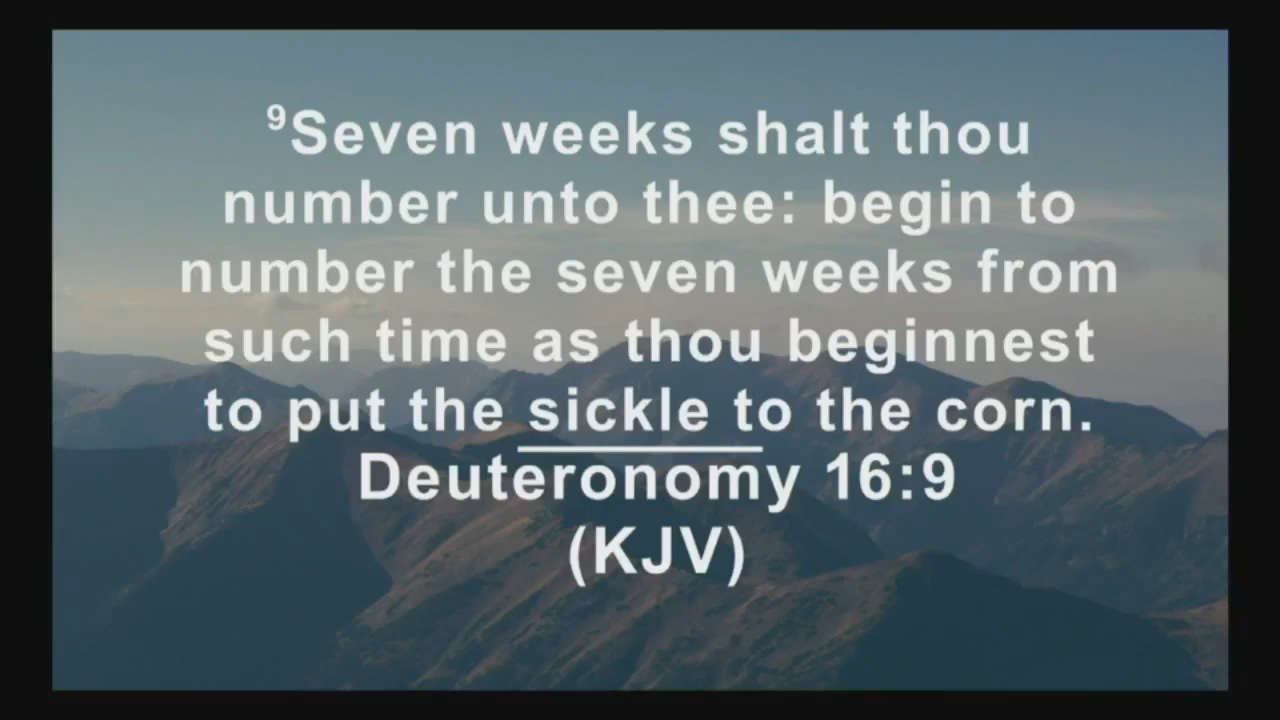 ⁹Seven weeks shalt thou
number unto thee: begin to
number the seven weeks from
such time as thou beginnest
to put the sickle to the corn.
Deuteronomy 16:9
(KJV)